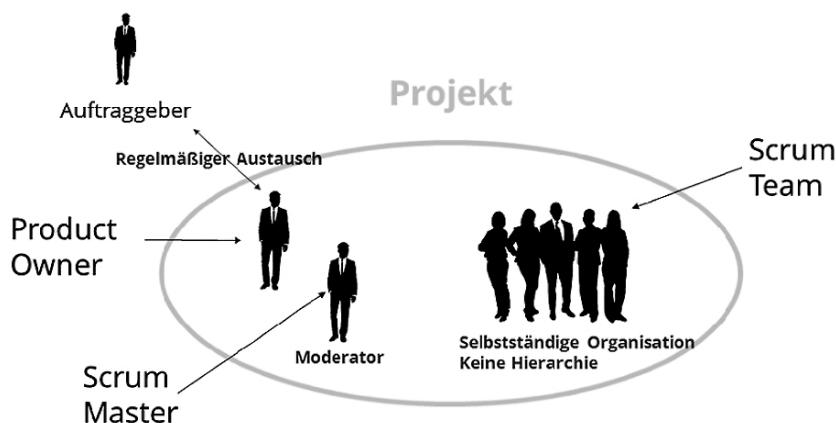 Auftraggeber
Projekt
Regelmäßiger Austausch
Scrum
Team
Product
Owner
Moderator
Selbstständige Organisation
Keine Hierarchie
Scrum
Master